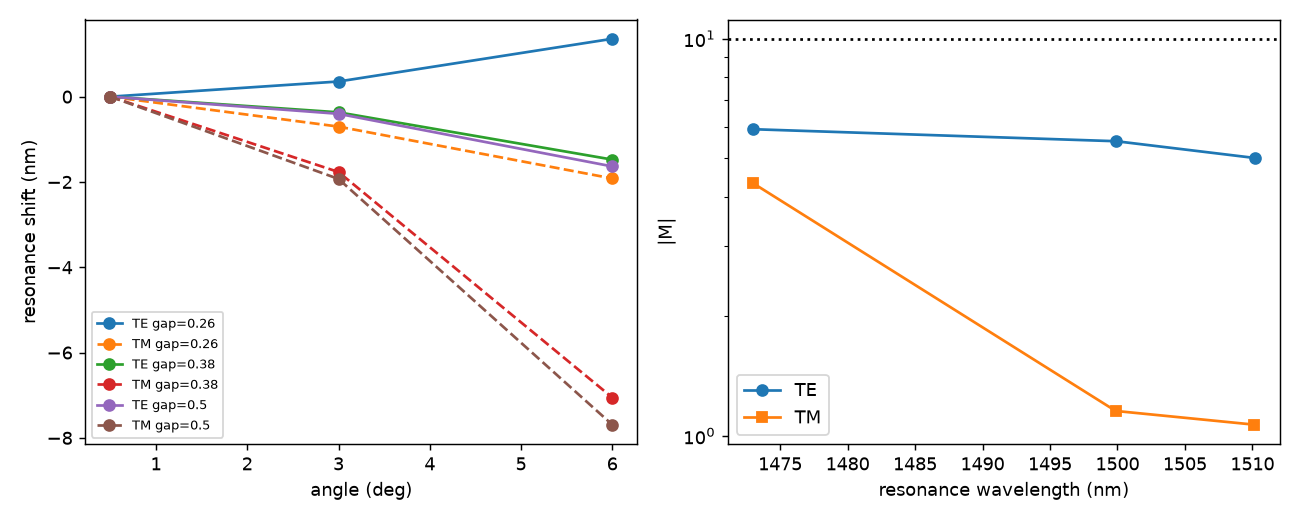 resonance shift (nm)
0
−2
−4
−6
−8
1
2
3
4
5
6
angle (deg)
TE gap=0.26
TM gap=0.26
TE gap=0.38
TM gap=0.38
TE gap=0.5
TM gap=0.5
|M|
10¹
10⁰
1475
1480
1485
1490
1495
1500
1505
1510
resonance wavelength (nm)
TE
TM